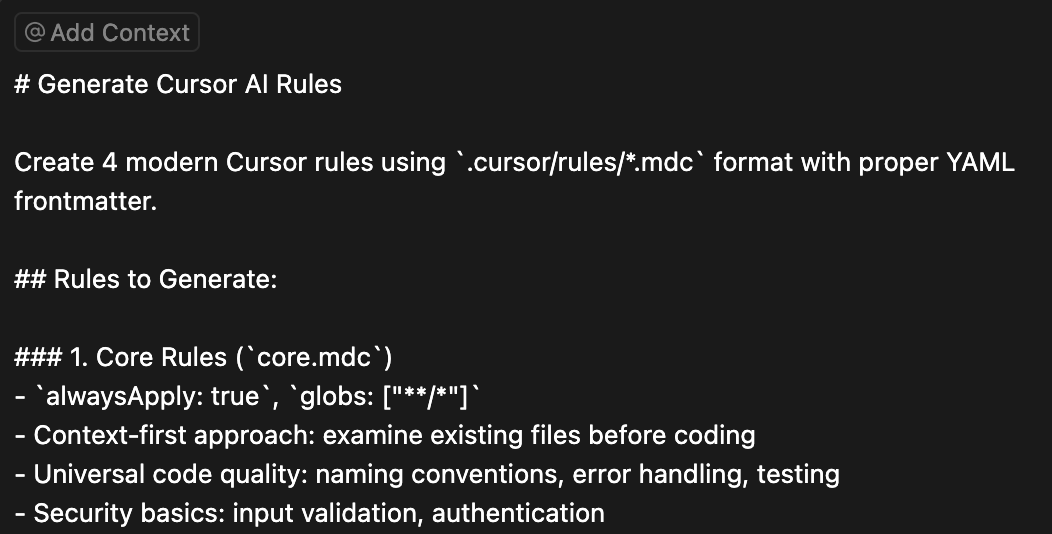 @ Add Context
# Generate Cursor AI Rules
Create 4 modern Cursor rules using `.cursor/rules/*.mdc` format with proper YAML
frontmatter.
## Rules to Generate:
### 1. Core Rules (`core.mdc`)
- `alwaysApply: true`, `globs: ["**/*"]`
- Context-first approach: examine existing files before coding
- Universal code quality: naming conventions, error handling, testing
- Security basics: input validation, authentication